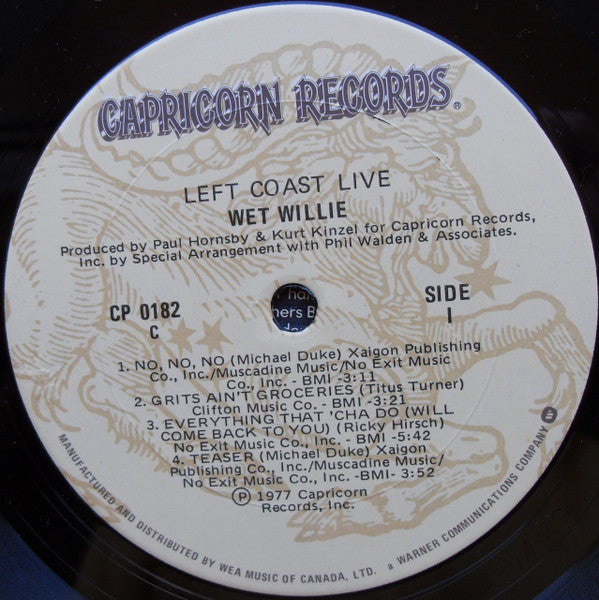 CAPRICORN RECORDS®
LEFT COAST LIVE
WET WILLIE
Produced by Paul Hornsby & Kurt Kinzel for Capricorn Records,
Inc. by Special Arrangement with Phil Walden & Associates.
CP 0182
C
SIDE
I
hers B
1. NO, NO, NO (Michael Duke) Xaigon Publishing
Co., Inc./Muscadine Music/No Exit Music
Co., Inc. - BMI -3:11
2. GRITS AIN'T GROCERIES (Titus Turner)
Clifton Music Co. - BMI -3:21
3. EVERYTHING THAT 'CHA DO (WILL
COME BACK TO YOU) (Ricky Hirsch)
No Exit Music Co., Inc. - BMI -5:42
4. TEASER (Michael Duke) Xaigon
Publishing Co., Inc./Muscadine Music/
No Exit Music Co., Inc.-BMI- 3:52
Ⓟ 1977 Capricorn
Records, Inc.
MANUFACTURED AND DISTRIBUTED BY WEA MUSIC OF CANADA, LTD. a WARNER COMMUNICATIONS COMPANY